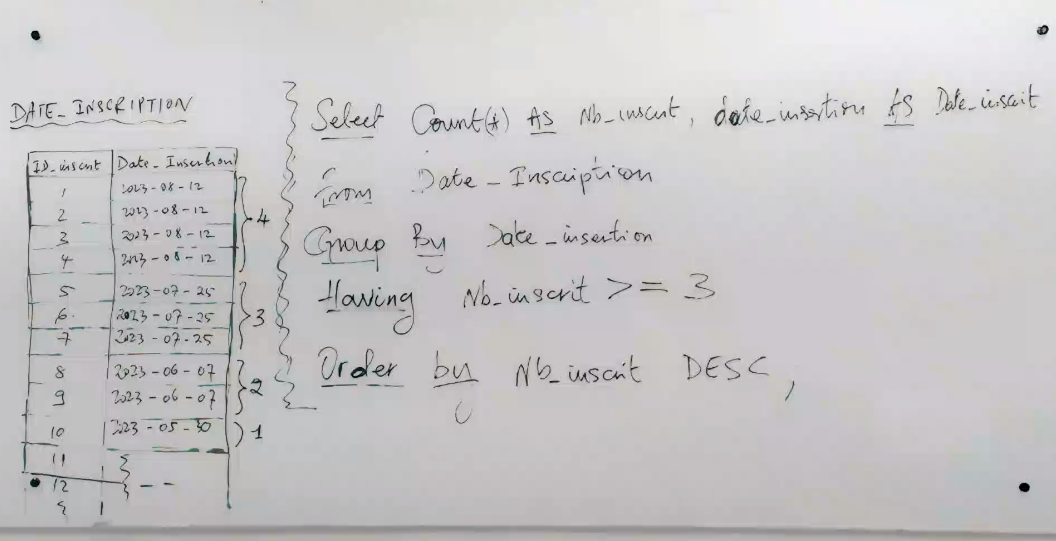 DATE_INSCRIPTION
ID_inscrit Date_Insertion
1 2023-08-12
2 2023-08-12
3 2023-08-12
4 2023-08-12
4
5 2023-07-25
6. 2023-07-25
7 2023-07-25
3
8 2023-06-07
9 2023-06-07
2
10 2023-05-30
1
11
12 --
Select Count(*) AS Nb_inscrit, date_insertion AS Date_inscrit
From Date_Inscription
Group By Date_insertion
Having Nb_inscrit >= 3
Order by Nb_inscrit DESC,